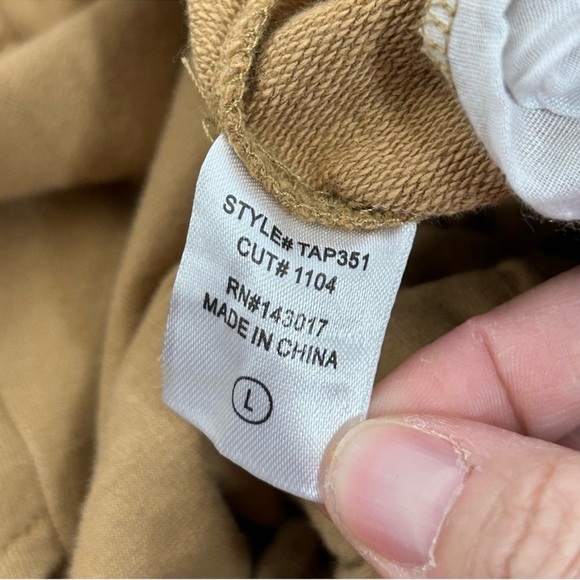 STYLE# TAP351
CUT# 1104
RN#143017
MADE IN CHINA
L